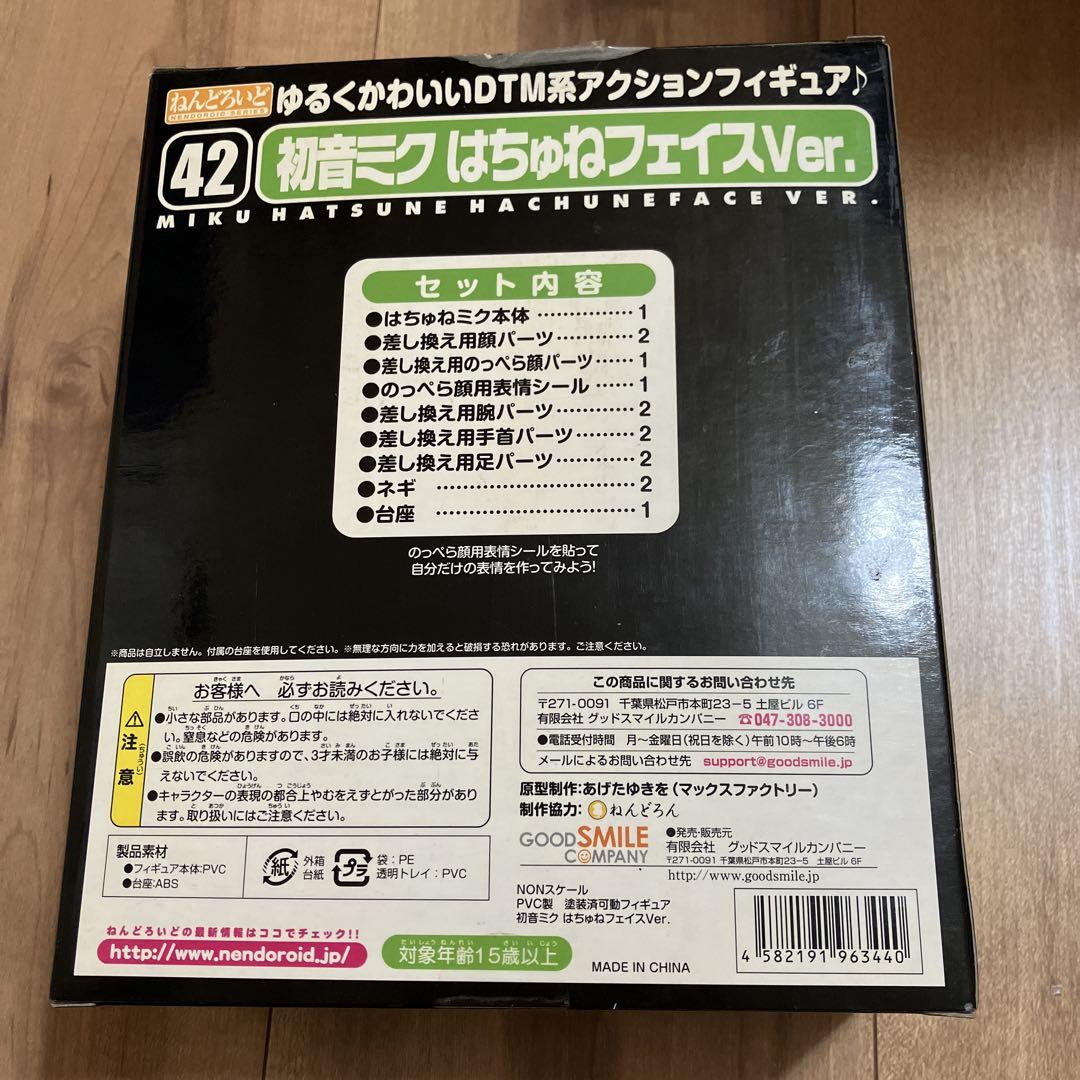 ねんどろいど
NENDOROID-SERIES
ゆるくかわいいDTM系アクションフィギュア♪
42
初音ミク はちゅねフェイスVer.
MIKU HATSUNE HACHUNEFACE VER.
セット内容
●はちゅねミク本体 …………… 1
●差し換え用顔パーツ ………… 2
●差し換え用のっぺら顔パーツ …… 1
●のっぺら顔用表情シール …… 1
●差し換え用腕パーツ ………… 2
●差し換え用手首パーツ ……… 2
●差し換え用足パーツ ………… 2
●ネギ ………………………… 2
●台座 ………………………… 1
のっぺら顔用表情シールを貼って
自分だけの表情を作ってみよう!
※商品は自立しません。付属の台座を使用してください。※無理な方向に力を加えると破損する恐れがあります。ご注意ください。
注意
(ちゅうい)
お客様へ 必ずお読みください。
●小さな部品があります。口の中には絶対に入れないでくださ
い。窒息などの危険があります。
●誤飲の危険がありますので、3才未満のお子様には絶対に与
えないでください。
●キャラクターの表現の都合上やむをえずとがった部分があり
ます。取り扱いにはご注意ください。
製品素材
●フィギュア本体:PVC
●台座:ABS
紙
外箱
台紙
プラ
袋:PE
透明トレイ:PVC
ねんどろいどの最新情報はココでチェック!!
http://www.nendoroid.jp/
対象年齢15歳以上
この商品に関するお問い合わせ先
〒271-0091 千葉県松戸市本町23-5 土屋ビル 6F
有限会社 グッドスマイルカンパニー ☎047-308-3000
●電話受付時間 月~金曜日(祝日を除く)午前10時~午後6時
メールによるお問い合わせ先 support@goodsmile.jp
原型制作:あげたゆきを(マックスファクトリー)
制作協力: ねんどろん
GOOD SMILE
COMPANY
●発売・販売元
有限会社 グッドスマイルカンパニー
〒271-0091 千葉県松戸市本町23-5 土屋ビル 6F
http://www.goodsmile.jp
NONスケール
PVC製 塗装済可動フィギュア
初音ミク はちゅねフェイスVer.
MADE IN CHINA
4 582191 963440